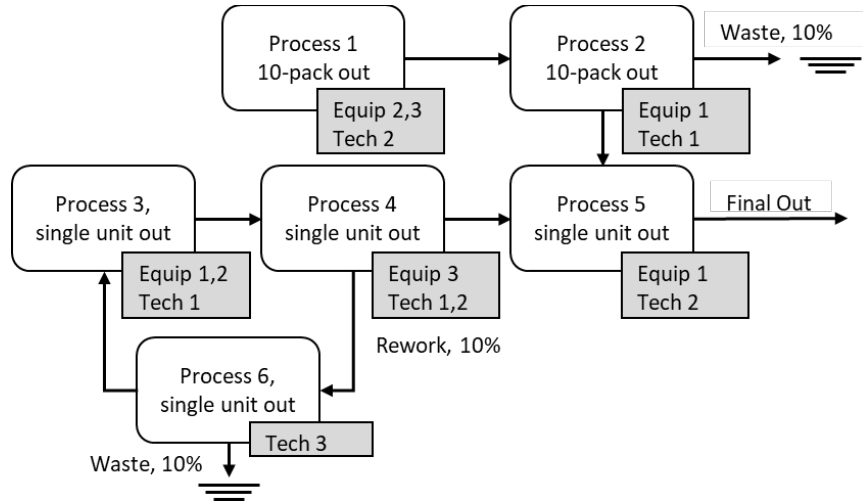 Process 1
10-pack out
Equip 2,3
Tech 2
Process 2
10-pack out
Equip 1
Tech 1
Waste, 10%
Process 3,
single unit out
Equip 1,2
Tech 1
Process 4
single unit out
Equip 3
Tech 1,2
Process 5
single unit out
Equip 1
Tech 2
Final Out
Rework, 10%
Process 6,
single unit out
Tech 3
Waste, 10%